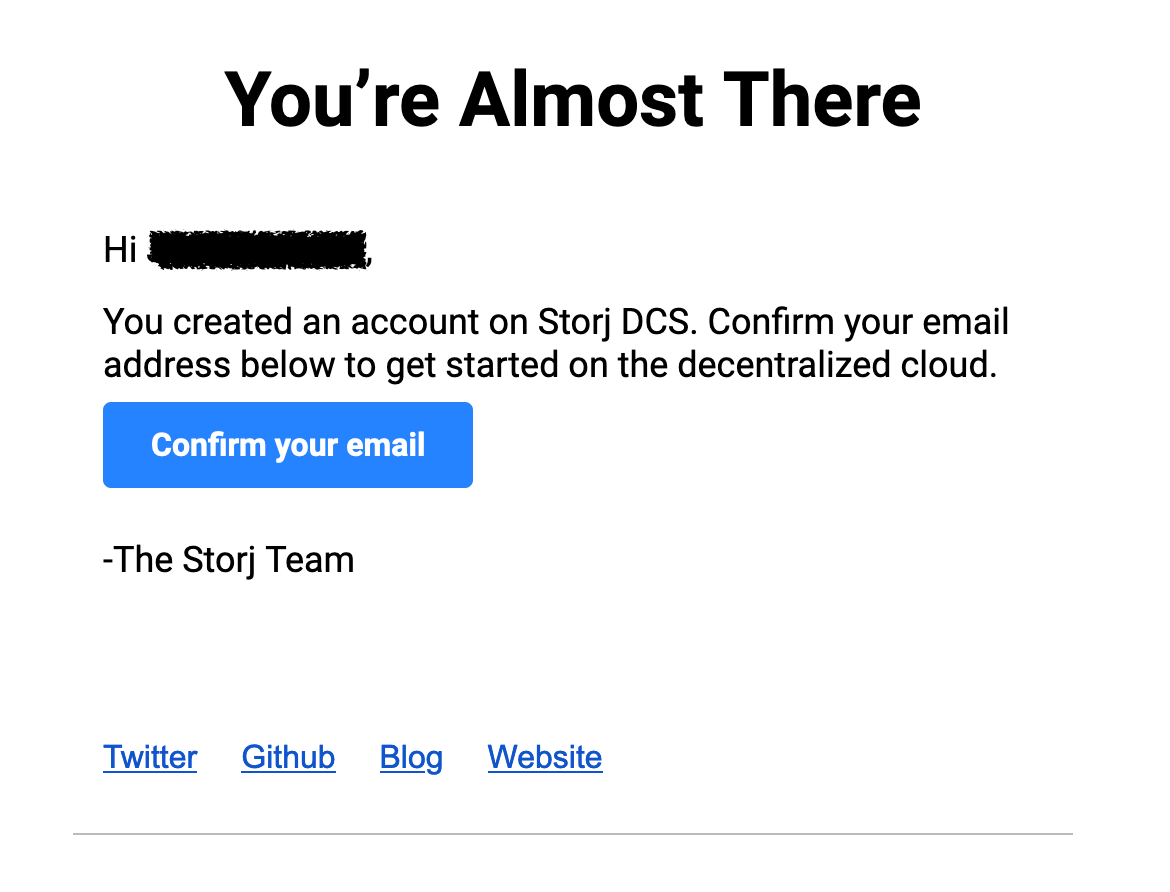 You’re Almost There
Hi ,
You created an account on Storj DCS. Confirm your email
address below to get started on the decentralized cloud.
Confirm your email
-The Storj Team
Twitter Github Blog Website